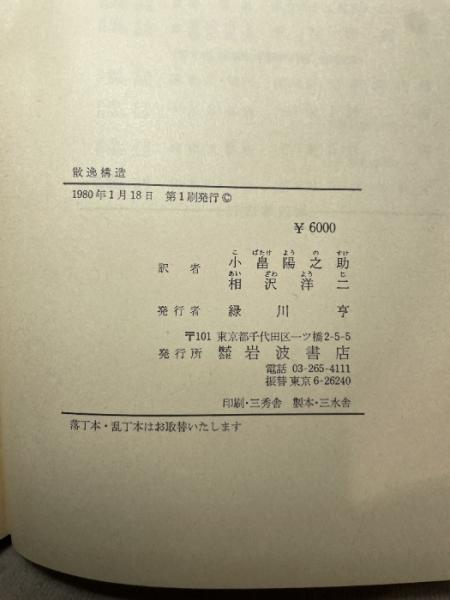 散逸構造
1980年1月18日 第1刷発行©
¥6000
こ ばたけ よう の すけ
訳者 小畠陽之助
あい ざわ よう じ
相沢洋二
発行者 緑川亨
〒101 東京都千代田区一ツ橋2-5-5
発行所 株式会社 岩波書店
電話 03-265-4111
振替 東京 6-26240
印刷・三秀舎 製本・三水舎
落丁本・乱丁本はお取替いたします